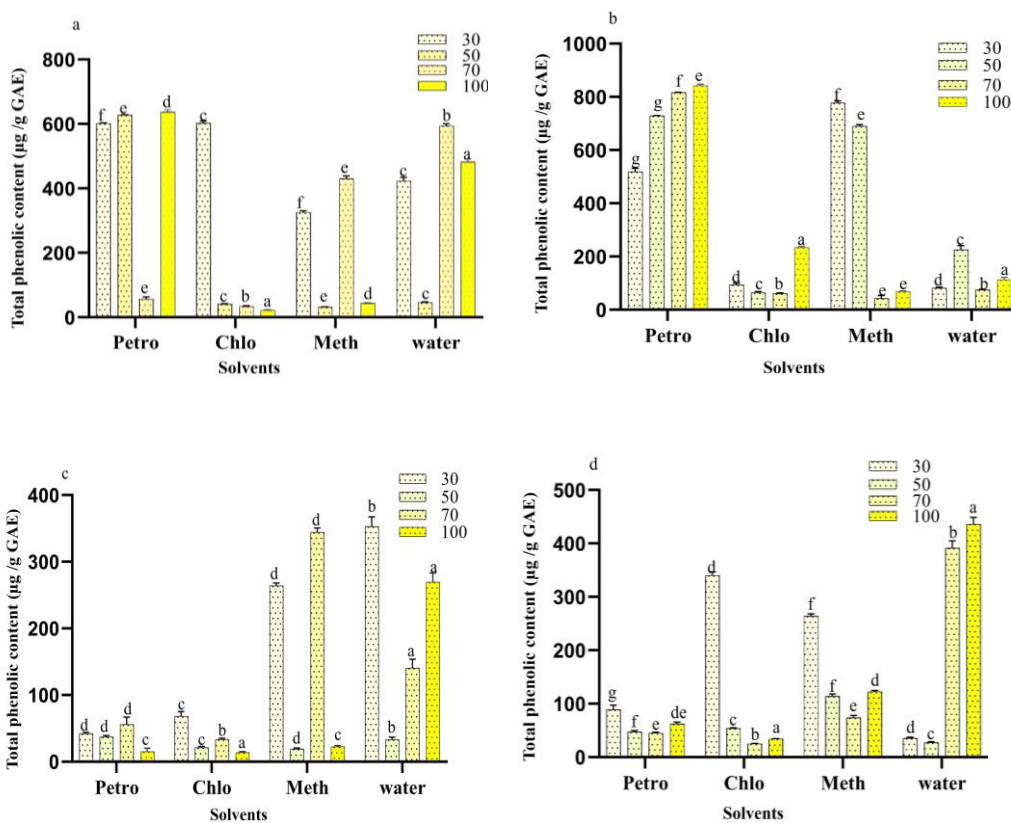 a
30
50
70
100
Total phenolic content (µg /g GAE)
800
600
400
200
0
f e e d
c c b a
f e e d
c c b a
Petro Chlo Meth water
Solvents
b
30
50
70
100
Total phenolic content (µg /g GAE)
1000
800
600
400
200
0
g g f e
d c b a
f e e e
d c b a
Petro Chlo Meth water
Solvents
c
30
50
70
100
Total phenolic content (µg /g GAE)
400
300
200
100
0
d d d c
c c b a
d d d c
b b a a
Petro Chlo Meth water
Solvents
d
30
50
70
100
Total phenolic content (µg /g GAE)
500
400
300
200
100
0
g f e de
d c b a
f f e d
d c b a
Petro Chlo Meth water
Solvents